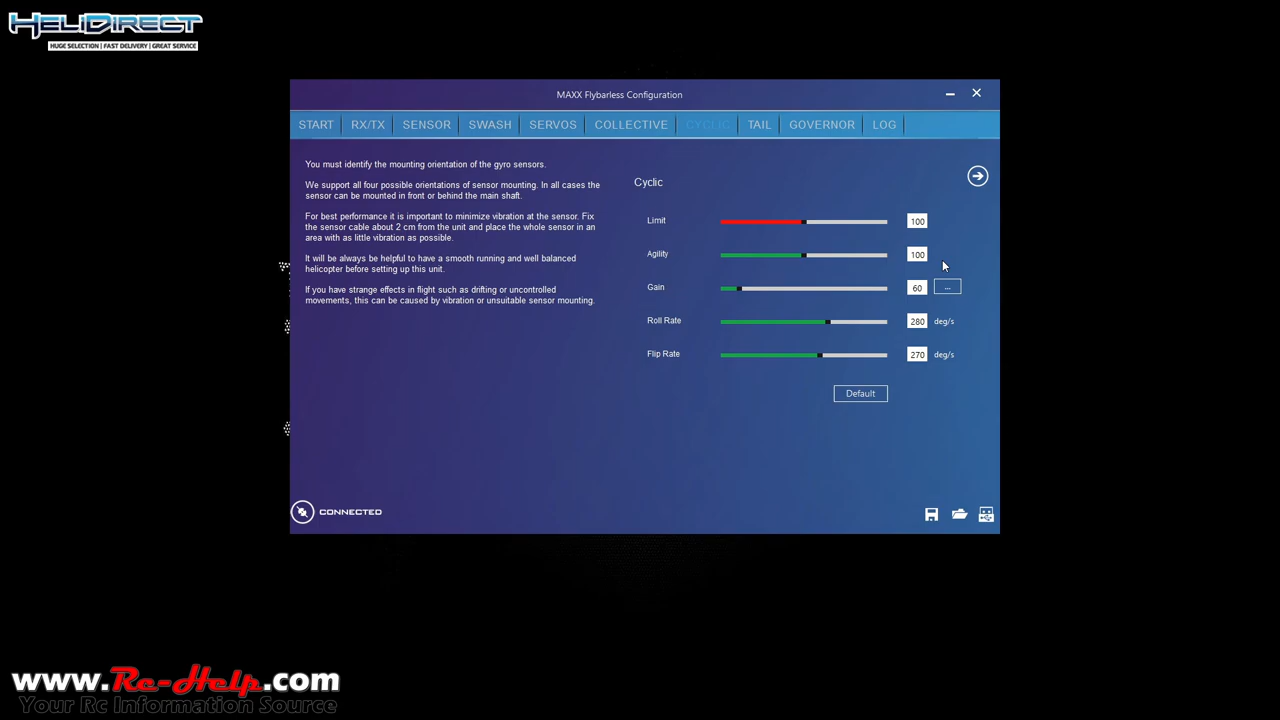 HELIDIRECT
HUGE SELECTION | FAST DELIVERY | GREAT SERVICE
MAXX Flybarless Configuration
START RX/TX SENSOR SWASH SERVOS COLLECTIVE CYCLIC TAIL GOVERNOR LOG
You must identify the mounting orientation of the gyro sensors.
We support all four possible orientations of sensor mounting. In all cases the
sensor can be mounted in front or behind the main shaft.
For best performance it is important to minimize vibration at the sensor. Fix
the sensor cable about 2 cm from the unit and place the whole sensor in an
area with as little vibration as possible.
It will be always be helpful to have a smooth running and well balanced
helicopter before setting up this unit.
If you have strange effects in flight such as drifting or uncontrolled
movements, this can be caused by vibration or unsuitable sensor mounting.
Cyclic
Limit 100
Agility 100
Gain 60 ...
Roll Rate 280 deg/s
Flip Rate 270 deg/s
Default
CONNECTED
www.Rc-Help.com
Your Rc Information Source